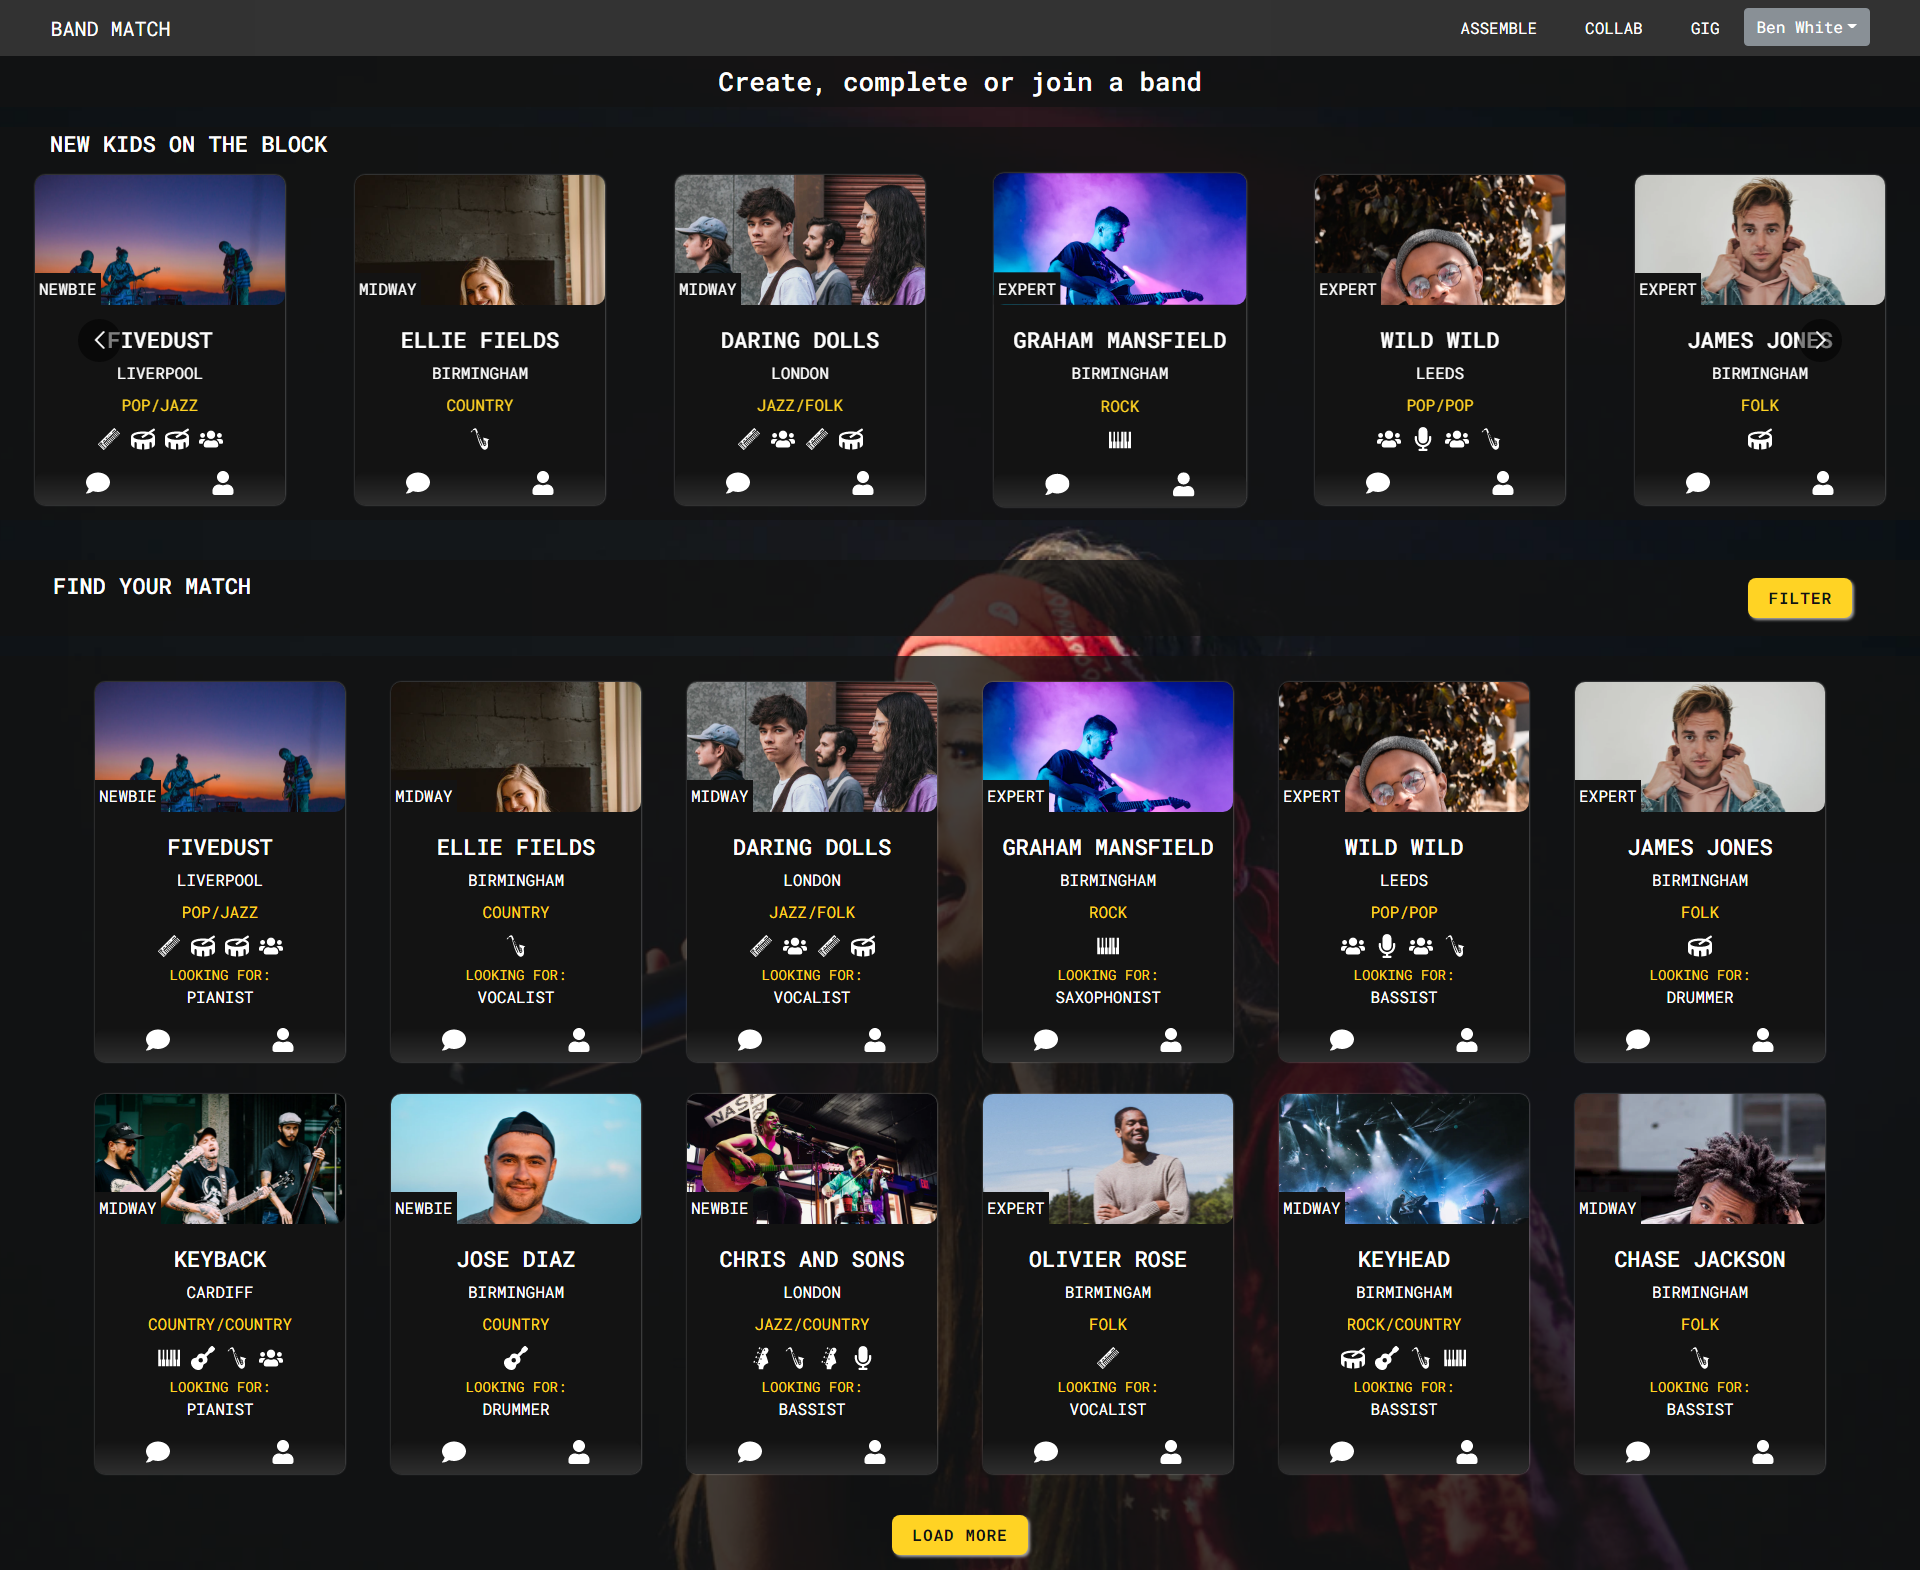 BAND MATCH
ASSEMBLE COLLAB GIG Ben White
Create, complete or join a band
NEW KIDS ON THE BLOCK
NEWBIE MIDWAY MIDWAY EXPERT EXPERT EXPERT
FIVEDUST ELLIE FIELDS DARING DOLLS GRAHAM MANSFIELD WILD WILD JAMES JONES
LIVERPOOL BIRMINGHAM LONDON BIRMINGHAM LEEDS BIRMINGHAM
POP/JAZZ COUNTRY JAZZ/FOLK ROCK POP/POP FOLK
FIND YOUR MATCH
FILTER
NEWBIE MIDWAY MIDWAY EXPERT EXPERT EXPERT
FIVEDUST ELLIE FIELDS DARING DOLLS GRAHAM MANSFIELD WILD WILD JAMES JONES
LIVERPOOL BIRMINGHAM LONDON BIRMINGHAM LEEDS BIRMINGHAM
POP/JAZZ COUNTRY JAZZ/FOLK ROCK POP/POP FOLK
LOOKING FOR: LOOKING FOR: LOOKING FOR: LOOKING FOR: LOOKING FOR: LOOKING FOR:
PIANIST VOCALIST VOCALIST SAXOPHONIST BASSIST DRUMMER
NASH
MIDWAY NEWBIE NEWBIE EXPERT MIDWAY MIDWAY
KEYBACK JOSE DIAZ CHRIS AND SONS OLIVIER ROSE KEYHEAD CHASE JACKSON
CARDIFF BIRMINGHAM LONDON BIRMINGAM BIRMINGHAM BIRMINGHAM
COUNTRY/COUNTRY COUNTRY JAZZ/COUNTRY FOLK ROCK/COUNTRY FOLK
LOOKING FOR: LOOKING FOR: LOOKING FOR: LOOKING FOR: LOOKING FOR: LOOKING FOR:
PIANIST DRUMMER BASSIST VOCALIST BASSIST BASSIST
LOAD MORE